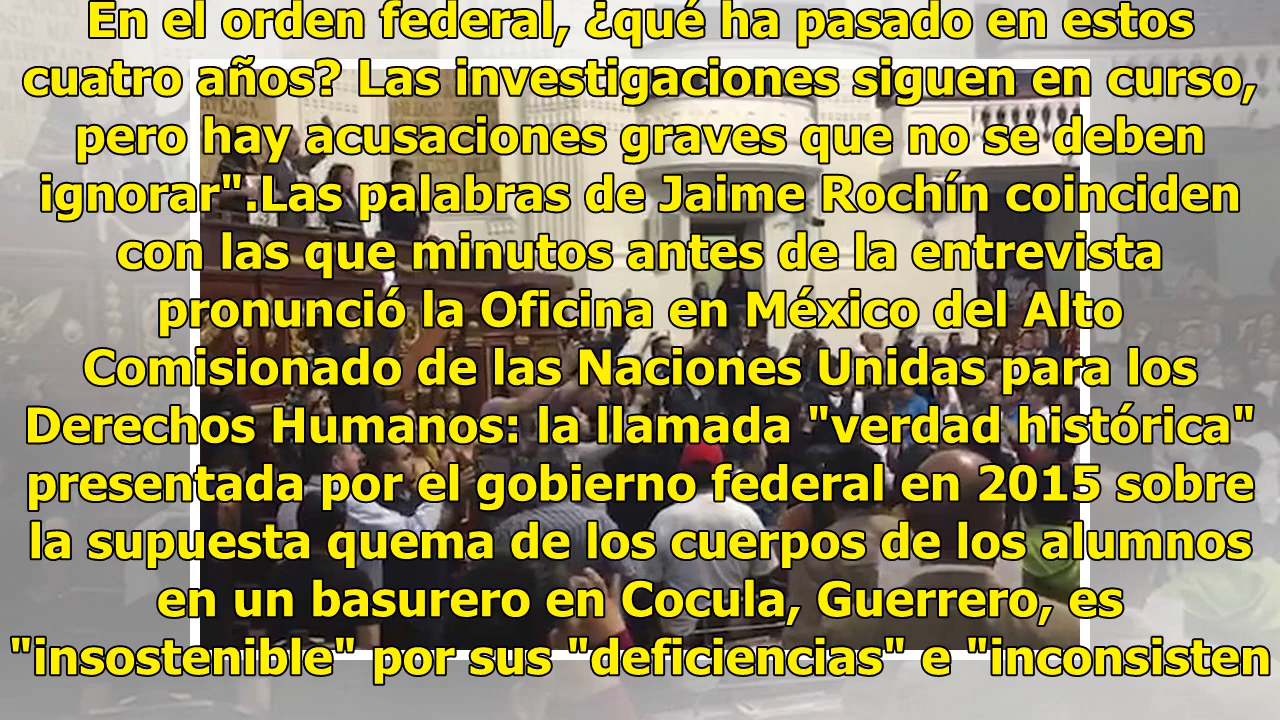 En el orden federal, ¿qué ha pasado en estos
cuatro años? Las investigaciones siguen en curso,
pero hay acusaciones graves que no se deben
ignorar".Las palabras de Jaime Rochín coinciden
con las que minutos antes de la entrevista
pronunció la Oficina en México del Alto
Comisionado de las Naciones Unidas para los
Derechos Humanos: la llamada "verdad histórica"
presentada por el gobierno federal en 2015 sobre
la supuesta quema de los cuerpos de los alumnos
en un basurero en Cocula, Guerrero, es
"insostenible" por sus "deficiencias" e "inconsisten